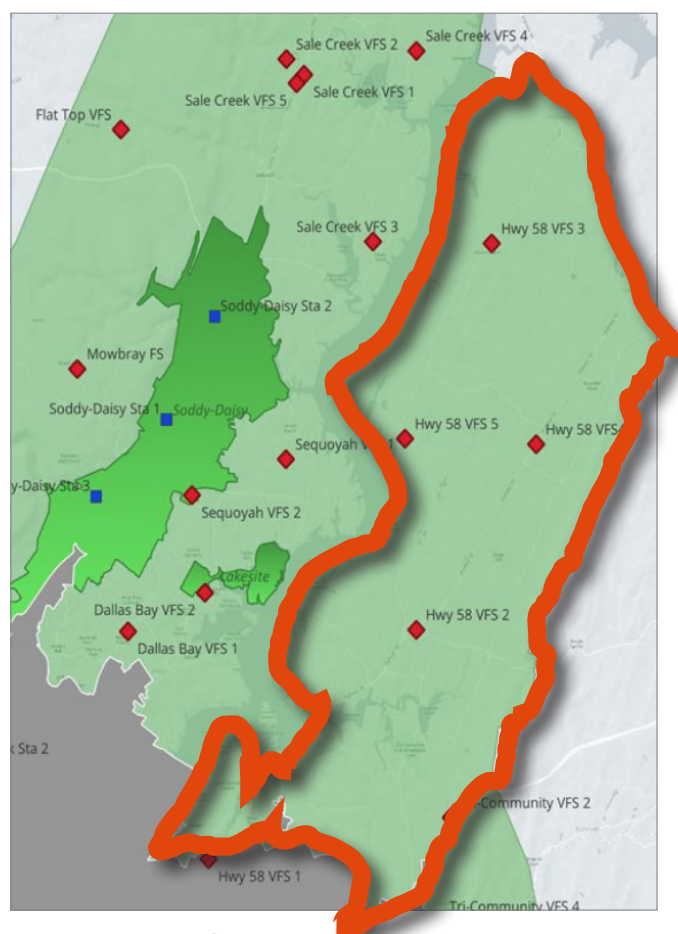 Sale Creek VFS 4
Sale Creek VFS 2
Sale Creek VFS 1
Sale Creek VFS 5
Flat Top VFS
Sale Creek VFS 3
Hwy 58 VFS 3
Soddy-Daisy Sta 2
Mowbray FS
Soddy-Daisy Sta 1
Soddy-Daisy
Hwy 58 VFS 5
Hwy 58 VFS
Sequoyah V 1
y-Daisy Sta 3
Sequoyah VFS 2
Lakesite
Dallas Bay VFS 2
Hwy 58 VFS 2
Dallas Bay VFS 1
Sta 2
-Community VFS 2
Hwy 58 VFS 1
Tri-Community VFS 4